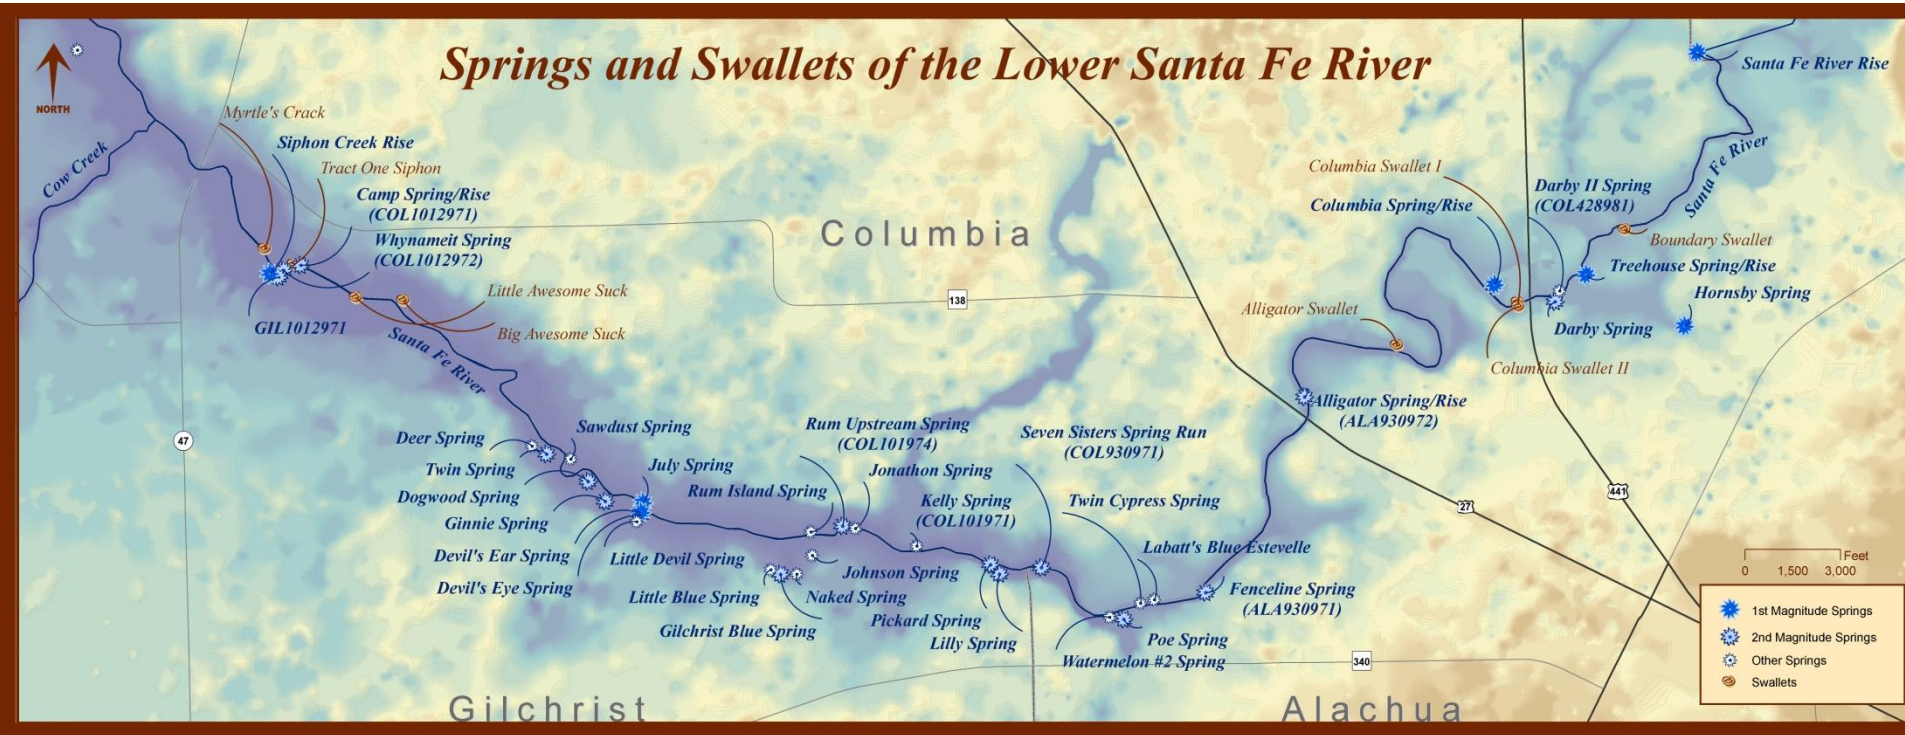 Springs and Swallets of the Lower Santa Fe River
NORTH
Santa Fe River Rise
Myrtle's Crack
Siphon Creek Rise
Tract One Siphon
Camp Spring/Rise
(COL1012971)
Whynameit Spring
(COL1012972)
Cow Creek
Little Awesome Suck
Big Awesome Suck
GIL1012971
Santa Fe River
Columbia
138
47
Columbia Swallet I
Columbia Spring/Rise
Darby II Spring
(COL428981)
Santa Fe River
Boundary Swallet
Treehouse Spring/Rise
Hornsby Spring
Alligator Swallet
Darby Spring
Columbia Swallet II
Alligator Spring/Rise
(ALA930972)
Deer Spring
Sawdust Spring
Twin Spring
July Spring
Dogwood Spring
Ginnie Spring
Devil's Ear Spring
Devil's Eye Spring
Little Devil Spring
Rum Upstream Spring
(COL101974)
Rum Island Spring
Jonathon Spring
Kelly Spring
(COL101971)
Seven Sisters Spring Run
(COL930971)
Twin Cypress Spring
Labatt's Blue Estevelle
Johnson Spring
Little Blue Spring
Naked Spring
Gilchrist Blue Spring
Pickard Spring
Lilly Spring
Fenceline Spring
(ALA930971)
Poe Spring
Watermelon #2 Spring
27
441
340
Gilchrist
Alachua
Feet
0 1,500 3,000
1st Magnitude Springs
2nd Magnitude Springs
Other Springs
Swallets